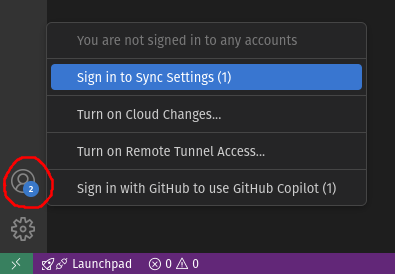 You are not signed in to any accounts
Sign in to Sync Settings (1)
Turn on Cloud Changes...
Turn on Remote Tunnel Access...
Sign in with GitHub to use GitHub Copilot (1)
2
Launchpad 0 0